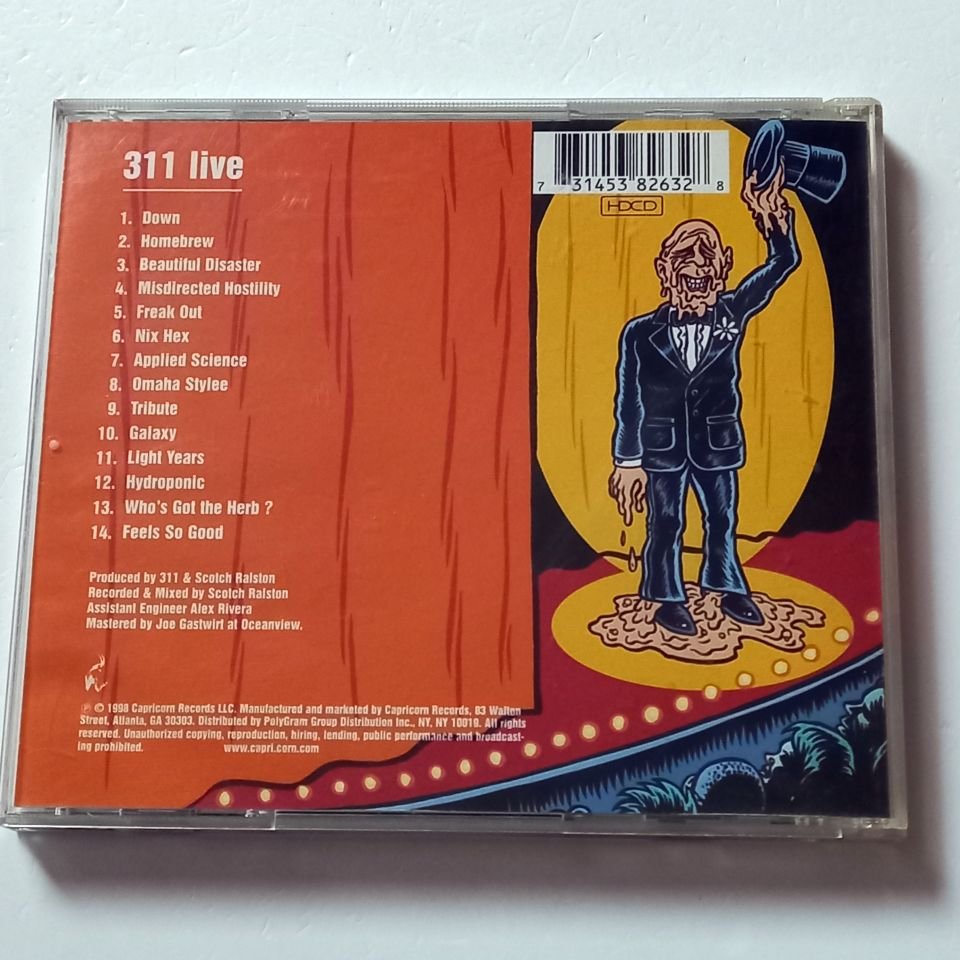 311 live
1. Down
2. Homebrew
3. Beautiful Disaster
4. Misdirected Hostility
5. Freak Out
6. Nix Hex
7. Applied Science
8. Omaha Stylee
9. Tribute
10. Galaxy
11. Light Years
12. Hydroponic
13. Who's Got the Herb ?
14. Feels So Good
Produced by 311 & Scotch Ralston
Recorded & Mixed by Scotch Ralston
Assistant Engineer Alex Rivera
Mastered by Joe Gastwirt at Oceanview.
℗ © 1998 Capricorn Records LLC. Manufactured and marketed by Capricorn Records, 83 Walton
Street, Atlanta, GA 30303. Distributed by PolyGram Group Distribution Inc., NY, NY 10019. All rights
reserved. Unauthorized copying, reproduction, hiring, lending, public performance and broadcast-
ing prohibited. www.capri.corn.com
7 31453 82632 8
HDCD